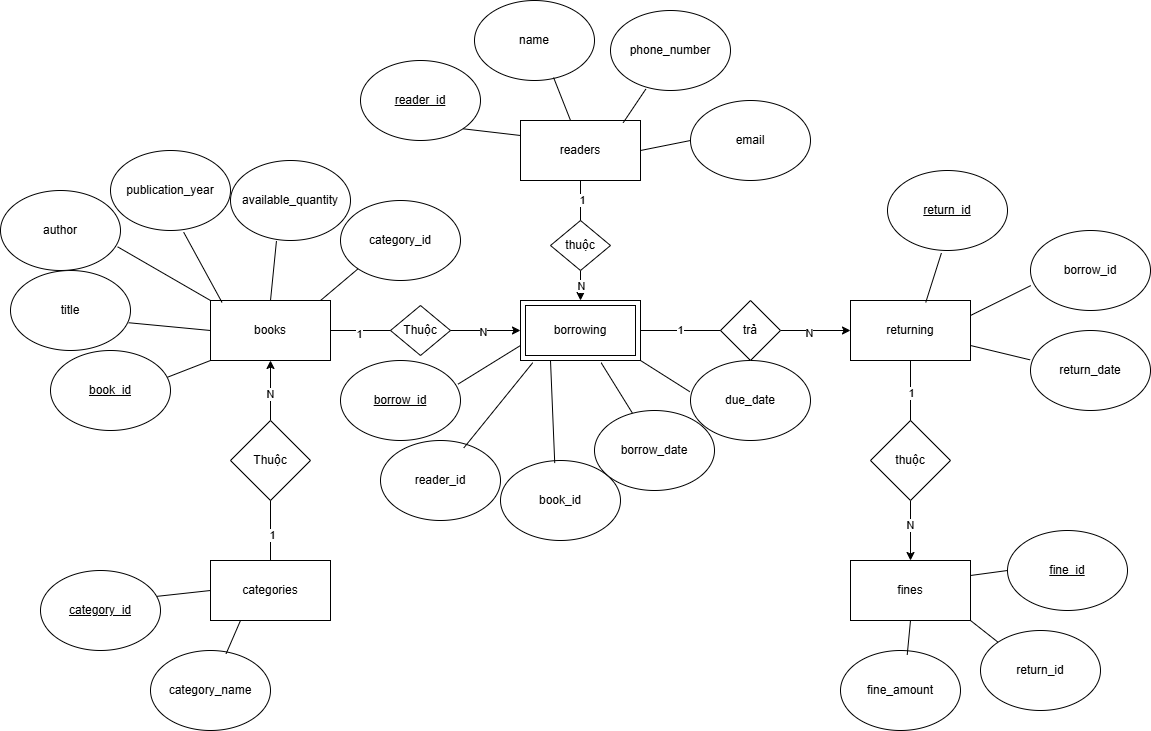 name
phone_number
reader_id
readers
email
publication_year
available_quantity
author
category_id
1
thuộc
N
return_id
borrow_id
title
books
1
Thuộc
N
borrowing
1
trả
N
returning
return_date
book_id
N
borrow_id
due_date
1
reader_id
book_id
borrow_date
Thuộc
thuộc
1
N
category_id
categories
category_name
fines
fine_id
fine_amount
return_id